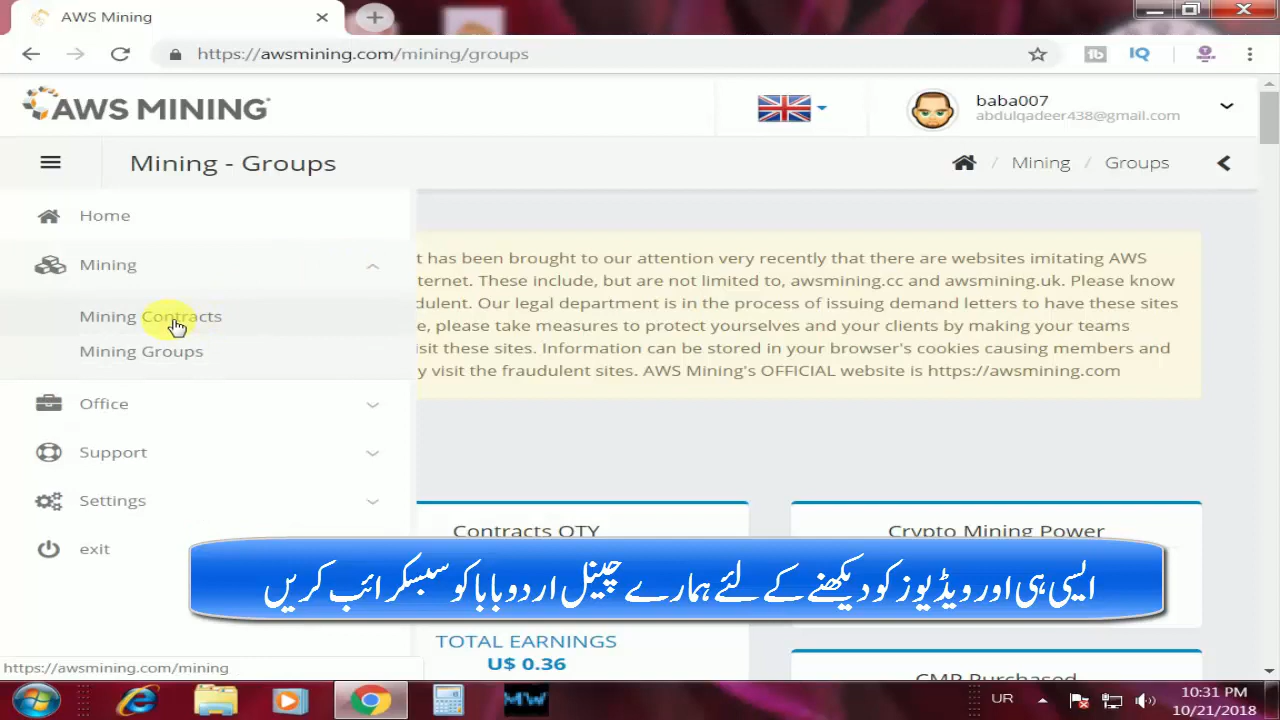 AWS Mining
https://awsmining.com/mining/groups
AWS MINING
baba007
abdulqadeer438@gmail.com
Mining - Groups
Mining / Groups
Home
Mining
Mining Contracts
Mining Groups
Office
Support
Settings
exit
t has been brought to our attention very recently that there are websites imitating AWS
ternet. These include, but are not limited to, awsmining.cc and awsmining.uk. Please know
dulent. Our legal department is in the process of issuing demand letters to have these sites
e, please take measures to protect yourselves and your clients by making your teams
isit these sites. Information can be stored in your browser's cookies causing members and
y visit the fraudulent sites. AWS Mining's OFFICIAL website is https://awsmining.com
Contracts QTY
Crypto Mining Power
ایسی ہی اور ویڈیوز کو دیکھنے کے لئے ہمارے چینل اردو بابا کو سبسکرائب کریں
TOTAL EARNINGS
U$ 0.36
CMP Purchased
https://awsmining.com/mining
UR
10:31 PM
10/21/2018